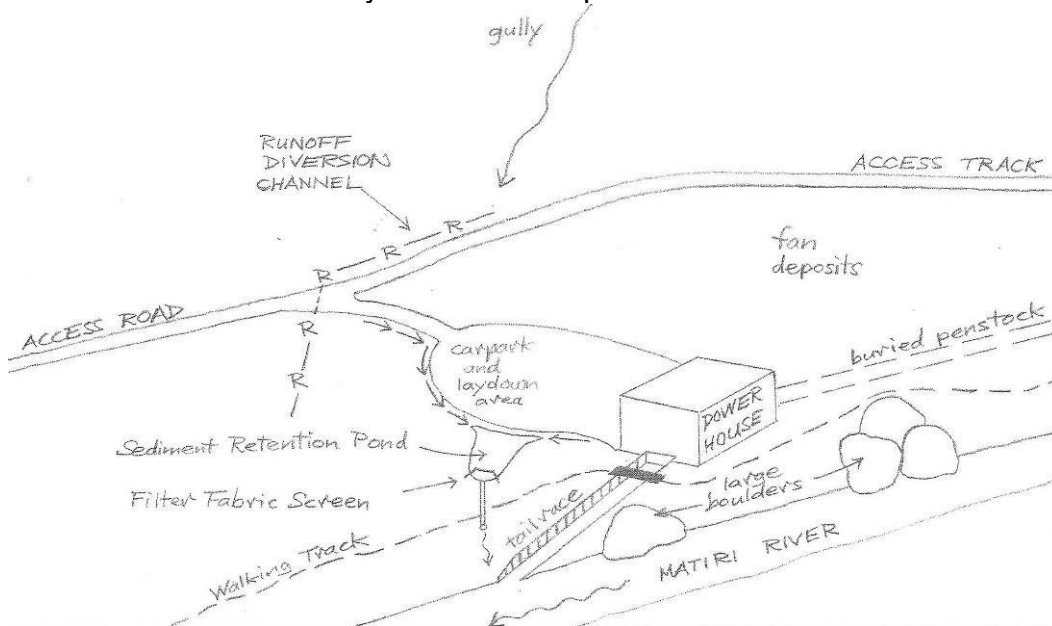 gully
RUNOFF
DIVERSION
CHANNEL
ACCESS TRACK
R
R
R
fan
deposits
R
ACCESS ROAD
buried penstock
carpark
and
laydown
area
R
POWER
HOUSE
Sediment Retention Pond
large
boulders
Filter Fabric Screen
tailrace
Walking Track
MATIRI RIVER